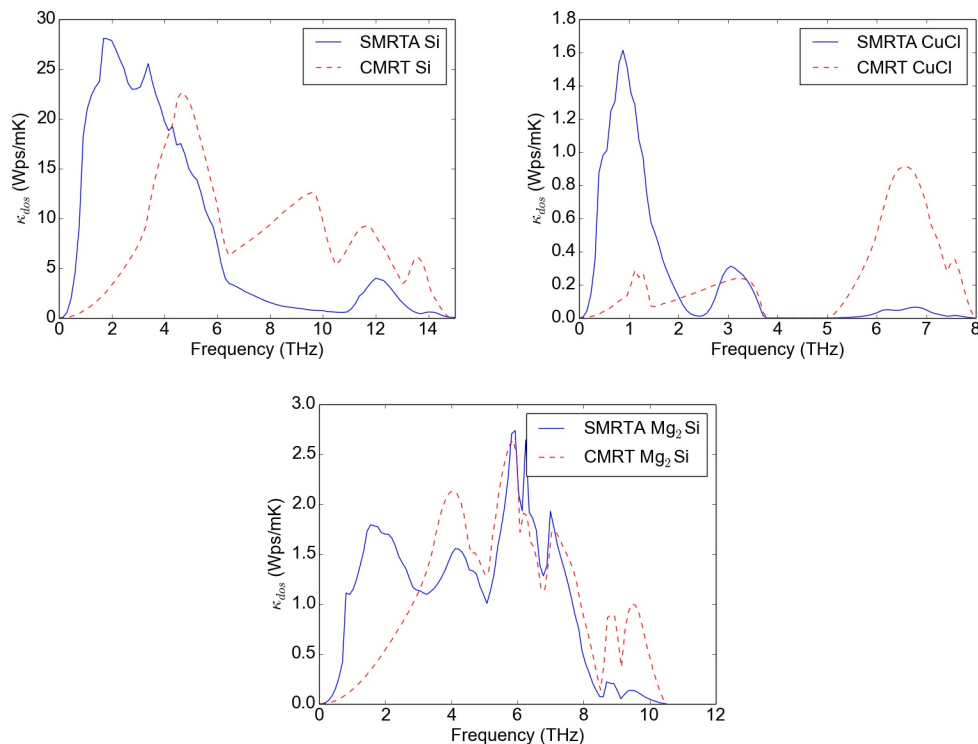 30
25
20
15
10
5
0
κdos (Wps/mK)
SMRTA Si
CMRT Si
0 2 4 6 8 10 12 14
Frequency (THz)
1.8
1.6
1.4
1.2
1.0
0.8
0.6
0.4
0.2
0.0
κdos (Wps/mK)
SMRTA CuCl
CMRT CuCl
0 1 2 3 4 5 6 7 8
Frequency (THz)
3.0
2.5
2.0
1.5
1.0
0.5
0.0
κdos (Wps/mK)
SMRTA Mg₂Si
CMRT Mg₂Si
0 2 4 6 8 10 12
Frequency (THz)